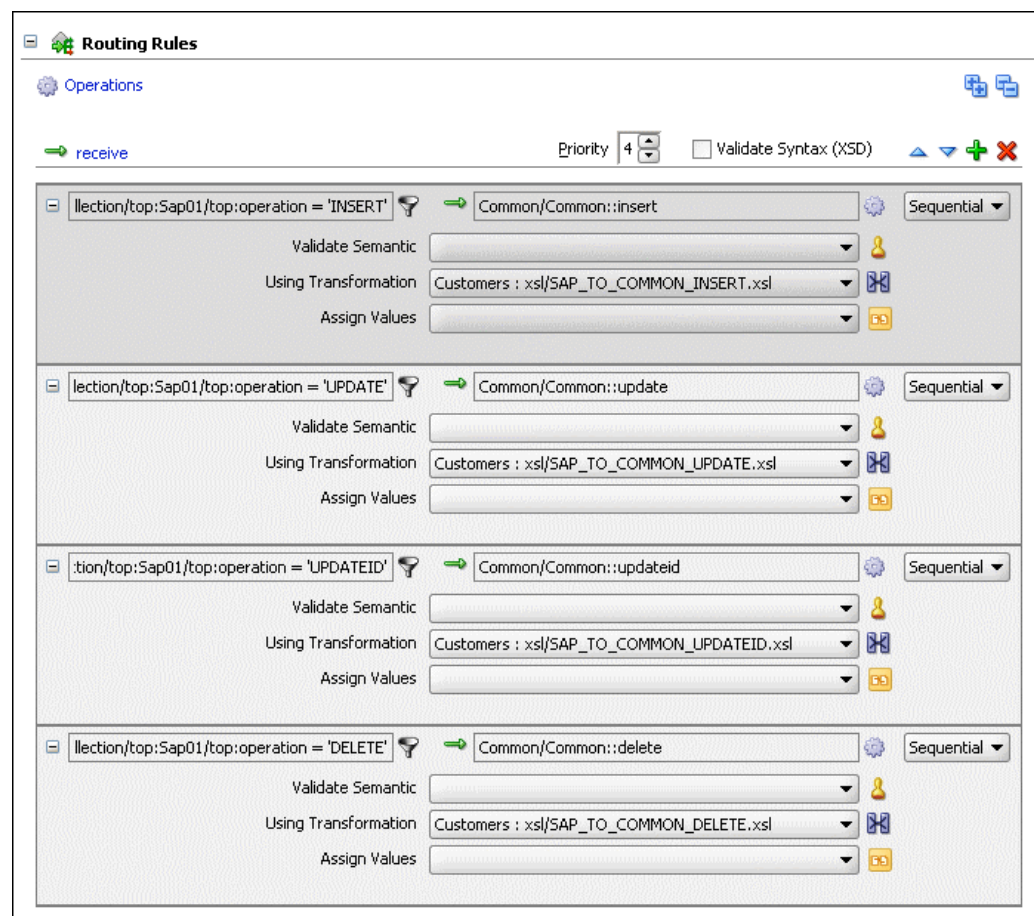 Routing Rules
Operations
receive Priority 4 Validate Syntax (XSD)
llection/top:Sap01/top:operation = 'INSERT' Common/Common::insert Sequential
Validate Semantic
Using Transformation Customers : xsl/SAP_TO_COMMON_INSERT.xsl
Assign Values
lection/top:Sap01/top:operation = 'UPDATE' Common/Common::update Sequential
Validate Semantic
Using Transformation Customers : xsl/SAP_TO_COMMON_UPDATE.xsl
Assign Values
:tion/top:Sap01/top:operation = 'UPDATEID' Common/Common::updateid Sequential
Validate Semantic
Using Transformation Customers : xsl/SAP_TO_COMMON_UPDATEID.xsl
Assign Values
llection/top:Sap01/top:operation = 'DELETE' Common/Common::delete Sequential
Validate Semantic
Using Transformation Customers : xsl/SAP_TO_COMMON_DELETE.xsl
Assign Values